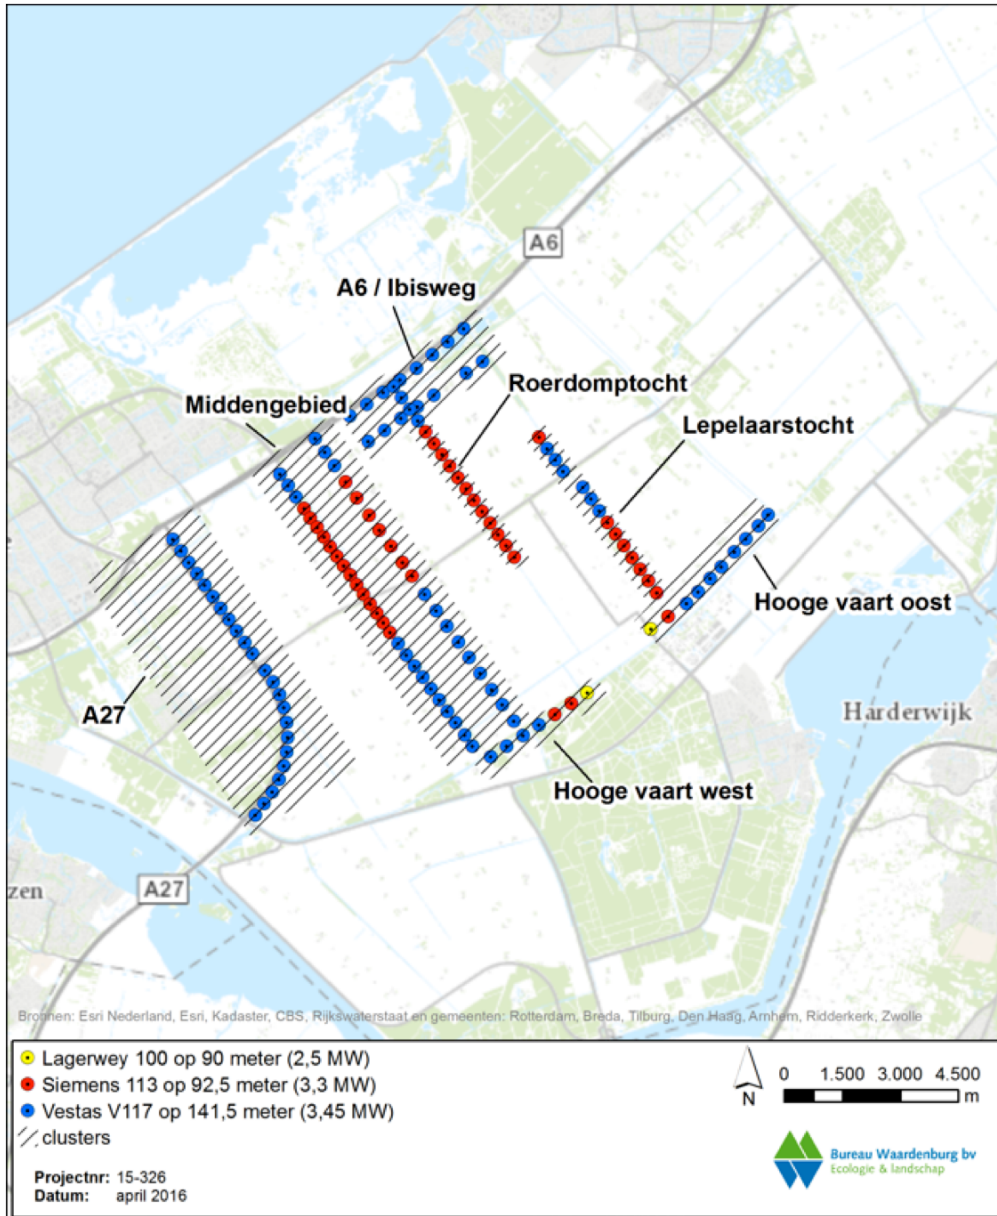 A6
A6 / Ibisweg
Roerdomptocht
Middengebied
Lepelaarstocht
Hooge vaart oost
A27
Harderwijk
Hooge vaart west
A27
zen
Bronnen: Esri Nederland, Esri, Kadaster, CBS, Rijkswaterstaat en gemeenten: Rotterdam, Breda, Tilburg, Den Haag, Arnhem, Ridderkerk, Zwolle
Lagerwey 100 op 90 meter (2,5 MW)
Siemens 113 op 92,5 meter (3,3 MW)
Vestas V117 op 141,5 meter (3,45 MW)
clusters
Projectnr: 15-326
Datum: april 2016
N
0 1.500 3.000 4.500
m
Bureau Waardenburg bv
Ecologie & landschap